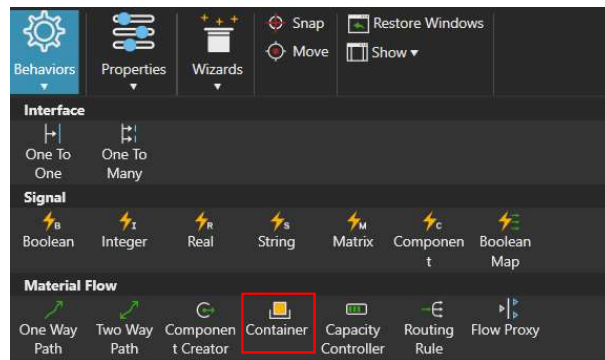 Snap
Restore Windows
Move
Show
Behaviors
Properties
Wizards
Interface
One To
One
One To
Many
Signal
B
I
R
S
M
C
Boolean
Integer
Real
String
Matrix
Componen
t
Boolean
Map
Material Flow
One Way
Path
Two Way
Path
Componen
t Creator
Container
Capacity
Controller
Routing
Rule
Flow Proxy